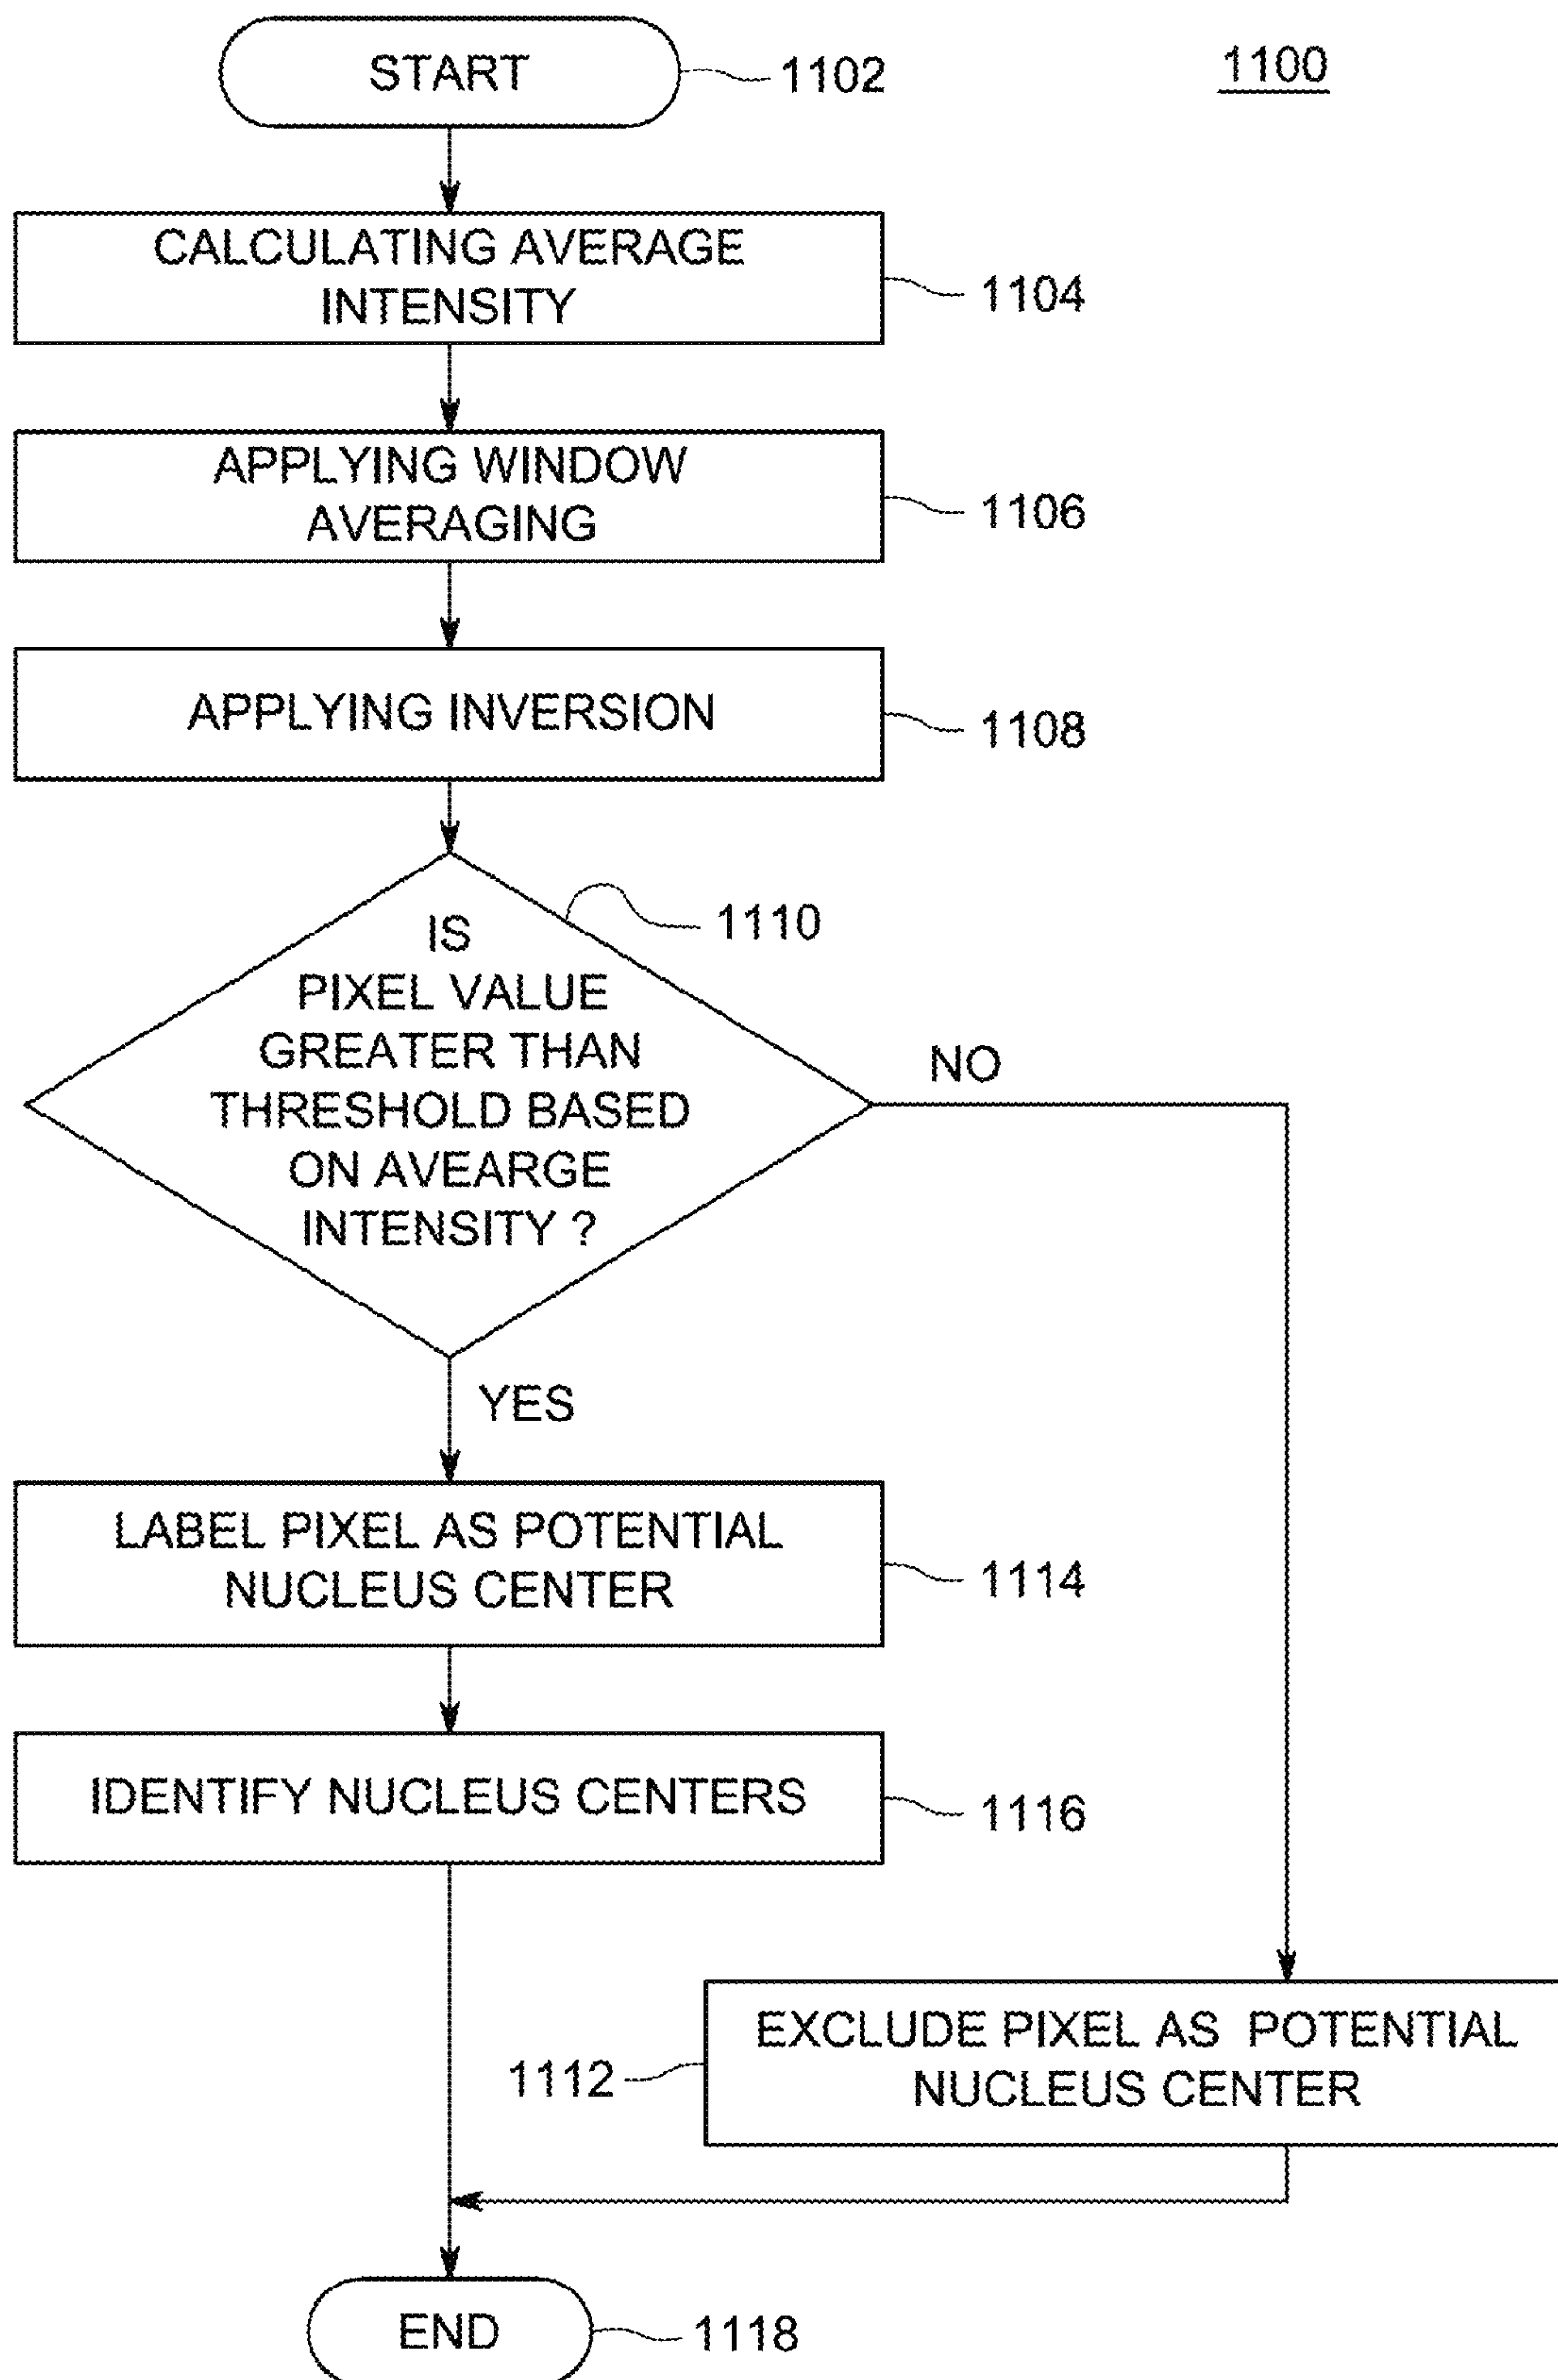 START
1102
1100
CALCULATING AVERAGE
INTENSITY
1104
APPLYING WINDOW
AVERAGING
1106
APPLYING INVERSION
1108
IS
PIXEL VALUE
GREATER THAN
THRESHOLD BASED
ON AVEARGE
INTENSITY ?
1110
NO
YES
LABEL PIXEL AS POTENTIAL
NUCLEUS CENTER
1114
IDENTIFY NUCLEUS CENTERS
1116
EXCLUDE PIXEL AS POTENTIAL
NUCLEUS CENTER
1112
END
1118